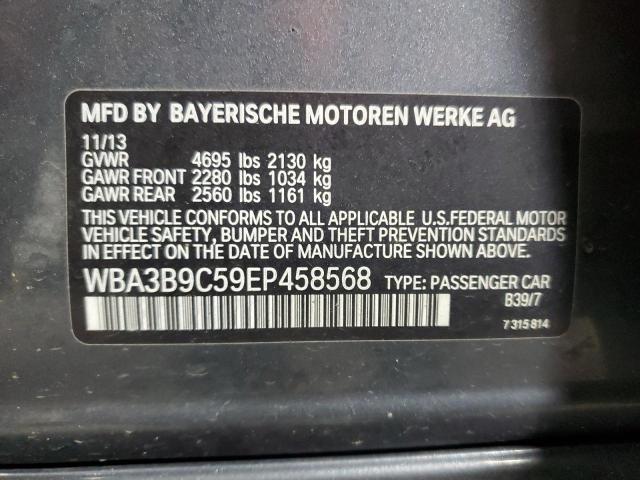 MFD BY BAYERISCHE MOTOREN WERKE AG
11/13
GVWR 4695 lbs 2130 kg
GAWR FRONT 2280 lbs 1034 kg
GAWR REAR 2560 lbs 1161 kg
THIS VEHICLE CONFORMS TO ALL APPLICABLE U.S.FEDERAL MOTOR
VEHICLE SAFETY, BUMPER AND THEFT PREVENTION STANDARDS
IN EFFECT ON THE DATE OF MANUFACTURE SHOWN ABOVE.
WBA3B9C59EP458568 TYPE: PASSENGER CAR
B39/7
7 315 814